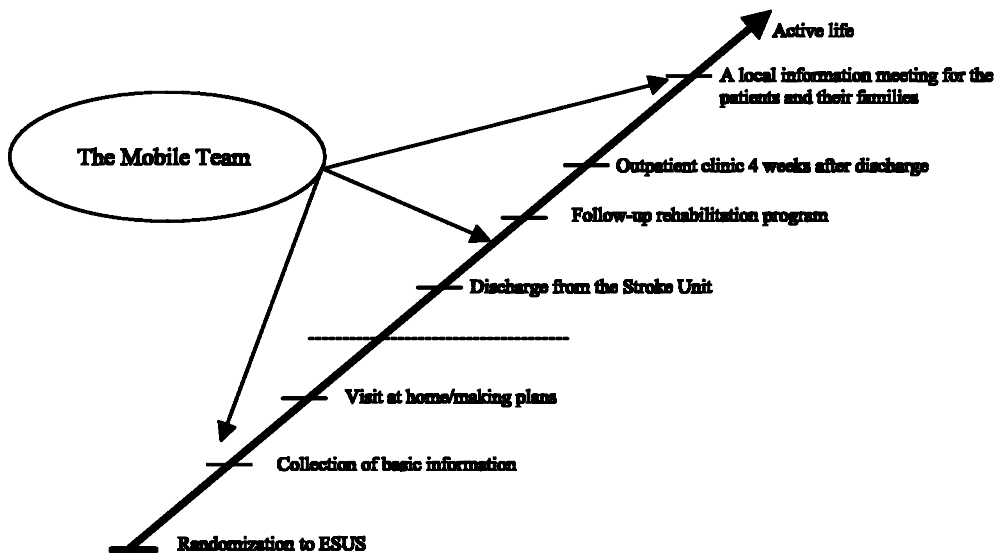 Active life
A local information meeting for the
patients and their families
The Mobile Team
Outpatient clinic 4 weeks after discharge
Follow-up rehabilitation program
Discharge from the Stroke Unit
Visit at home/making plans
Collection of basic information
Randomization to ESUS